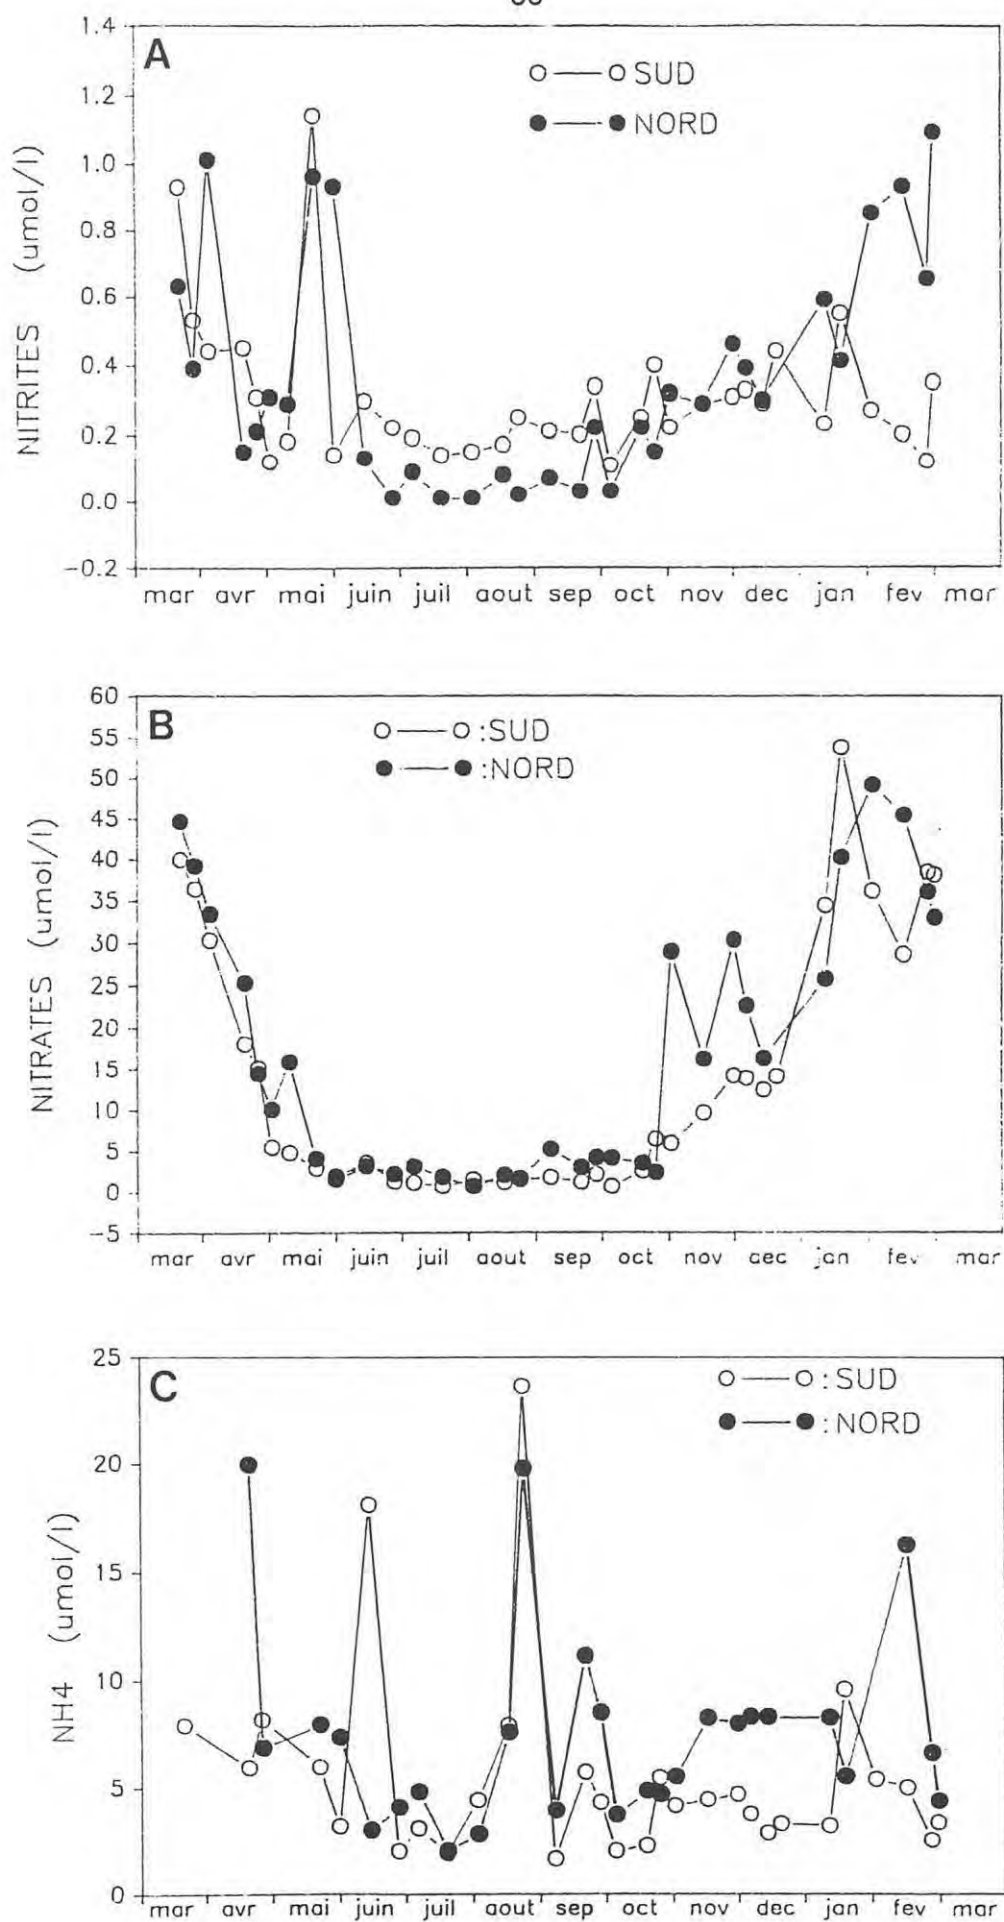 A
SUD
NORD
NITRITES (umol/l)
1.4
1.2
1.0
0.8
0.6
0.4
0.2
0.0
-0.2
mar avr mai juin juil aout sep oct nov dec jan fev mar
B
:SUD
:NORD
NITRATES (umol/l)
60
55
50
45
40
35
30
25
20
15
10
5
0
-5
mar avr mai juin juil aout sep oct nov dec jan fev mar
C
:SUD
:NORD
NH4 (umol/l)
25
20
15
10
5
0
mar avr mai juin juil aout sep oct nov dec jan fev mar